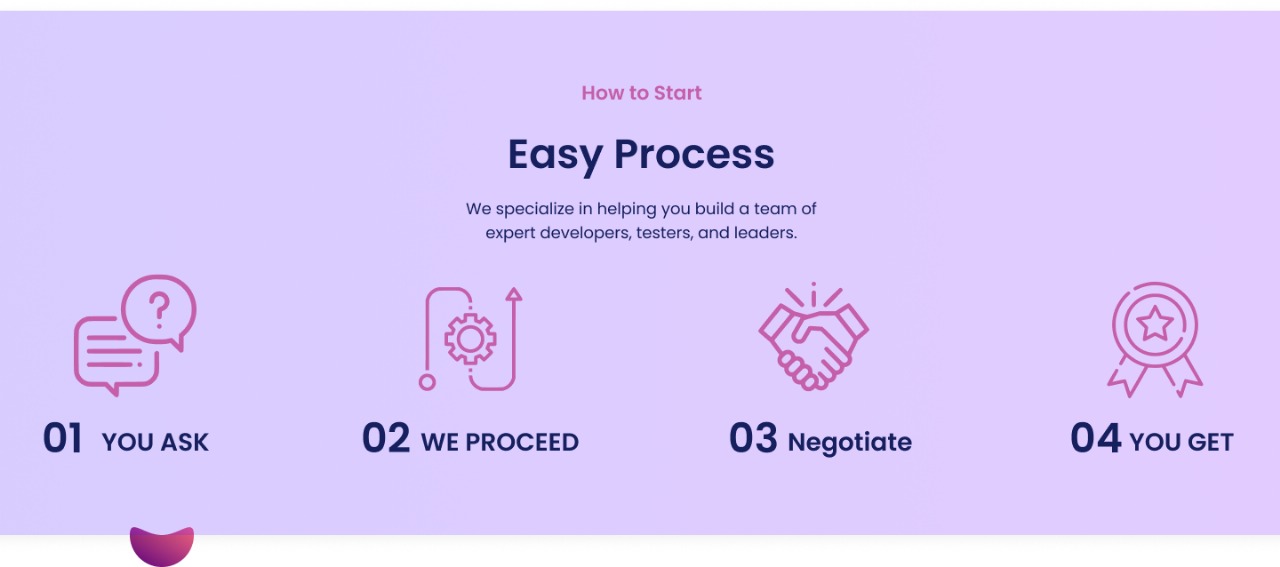 How to Start
Easy Process
We specialize in helping you build a team of
expert developers, testers, and leaders.
?
01 YOU ASK
02 WE PROCEED
03 Negotiate
04 YOU GET